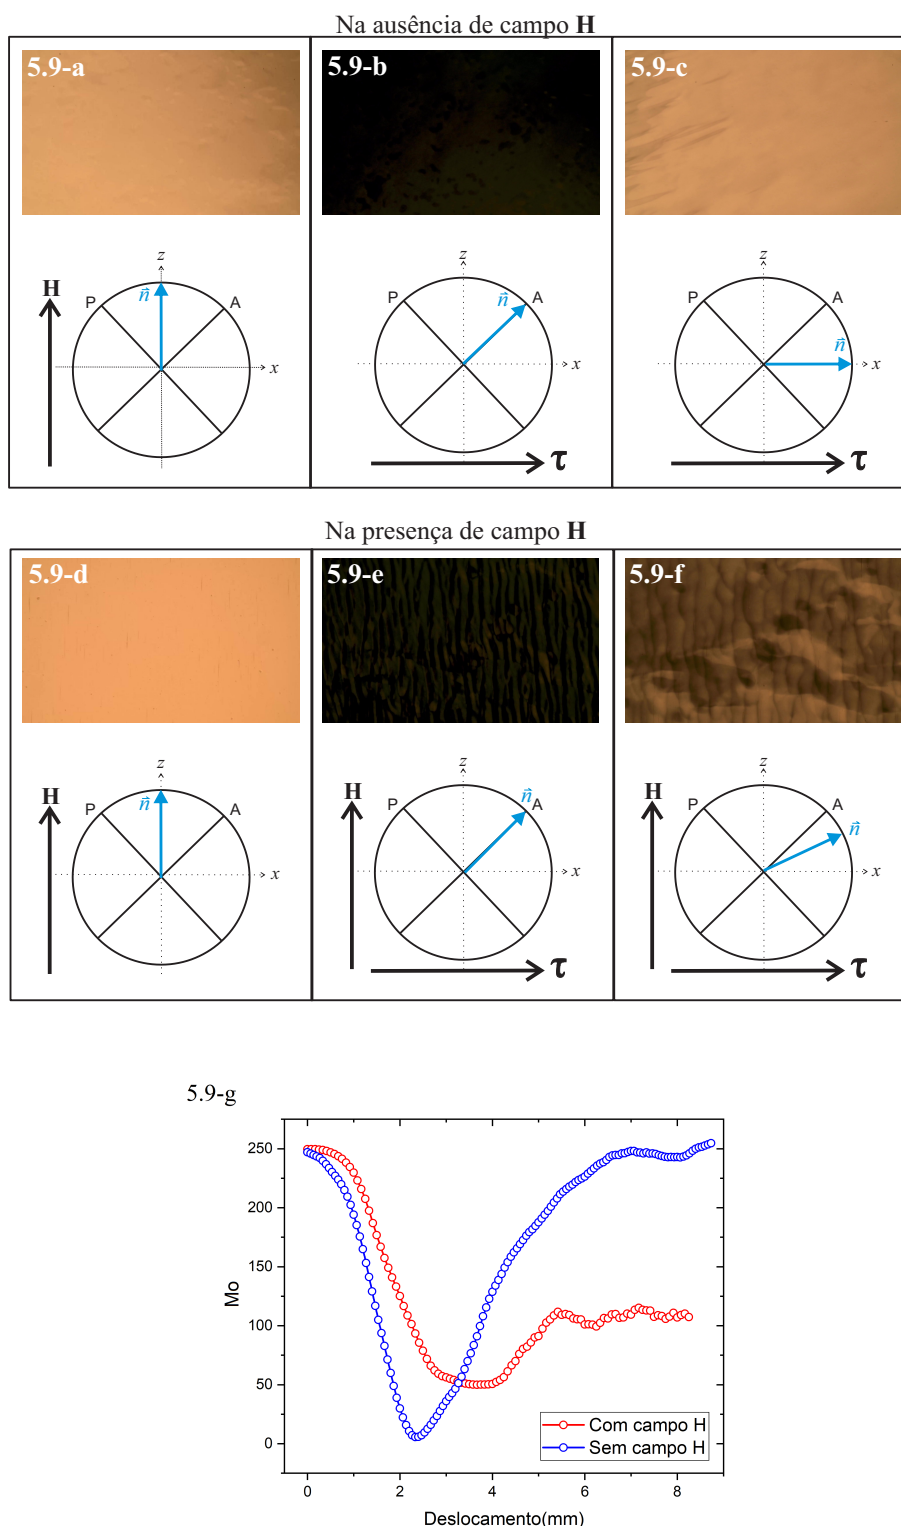 Na ausência de campo H
5.9-a 5.9-b 5.9-c
z z z
H P n⃗ A x
P n⃗ A x
P A n⃗ x
τ τ
Na presença de campo H
5.9-d 5.9-e 5.9-f
z z z
H P n⃗ A x
H P n⃗ A x
H P A n⃗ x
τ τ
5.9-g
250
200
150
100
50
0
Mo
Com campo H
Sem campo H
0 2 4 6 8
Deslocamento(mm)